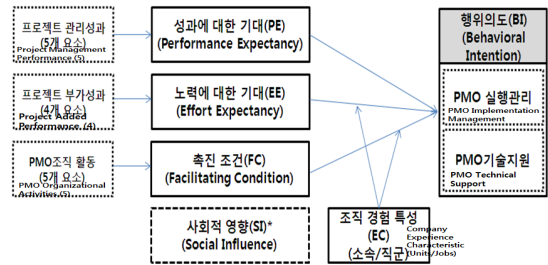 프로젝트 관리성과
(5개 요소)
Project Management
Performance (5)
성과에 대한 기대(PE)
(Performance Expectancy)
행위의도(BI)
(Behavioral
Intention)
프로젝트 부가성과
(4개 요소)
Project Added
Performance (4)
노력에 대한 기대(EE)
(Effort Expectancy)
PMO 실행관리
PMO Implementation
Management
PMO조직 활동
(5개 요소)
PMO Organizational
Activities (5)
촉진 조건(FC)
(Facilitating Condition)
PMO기술지원
PMO Technical
Support
사회적 영향(SI)*
(Social Influence)
조직 경험 특성
(EC)
(소속/직군)
Company
Experience
Characteristic
(Units/Jobs)